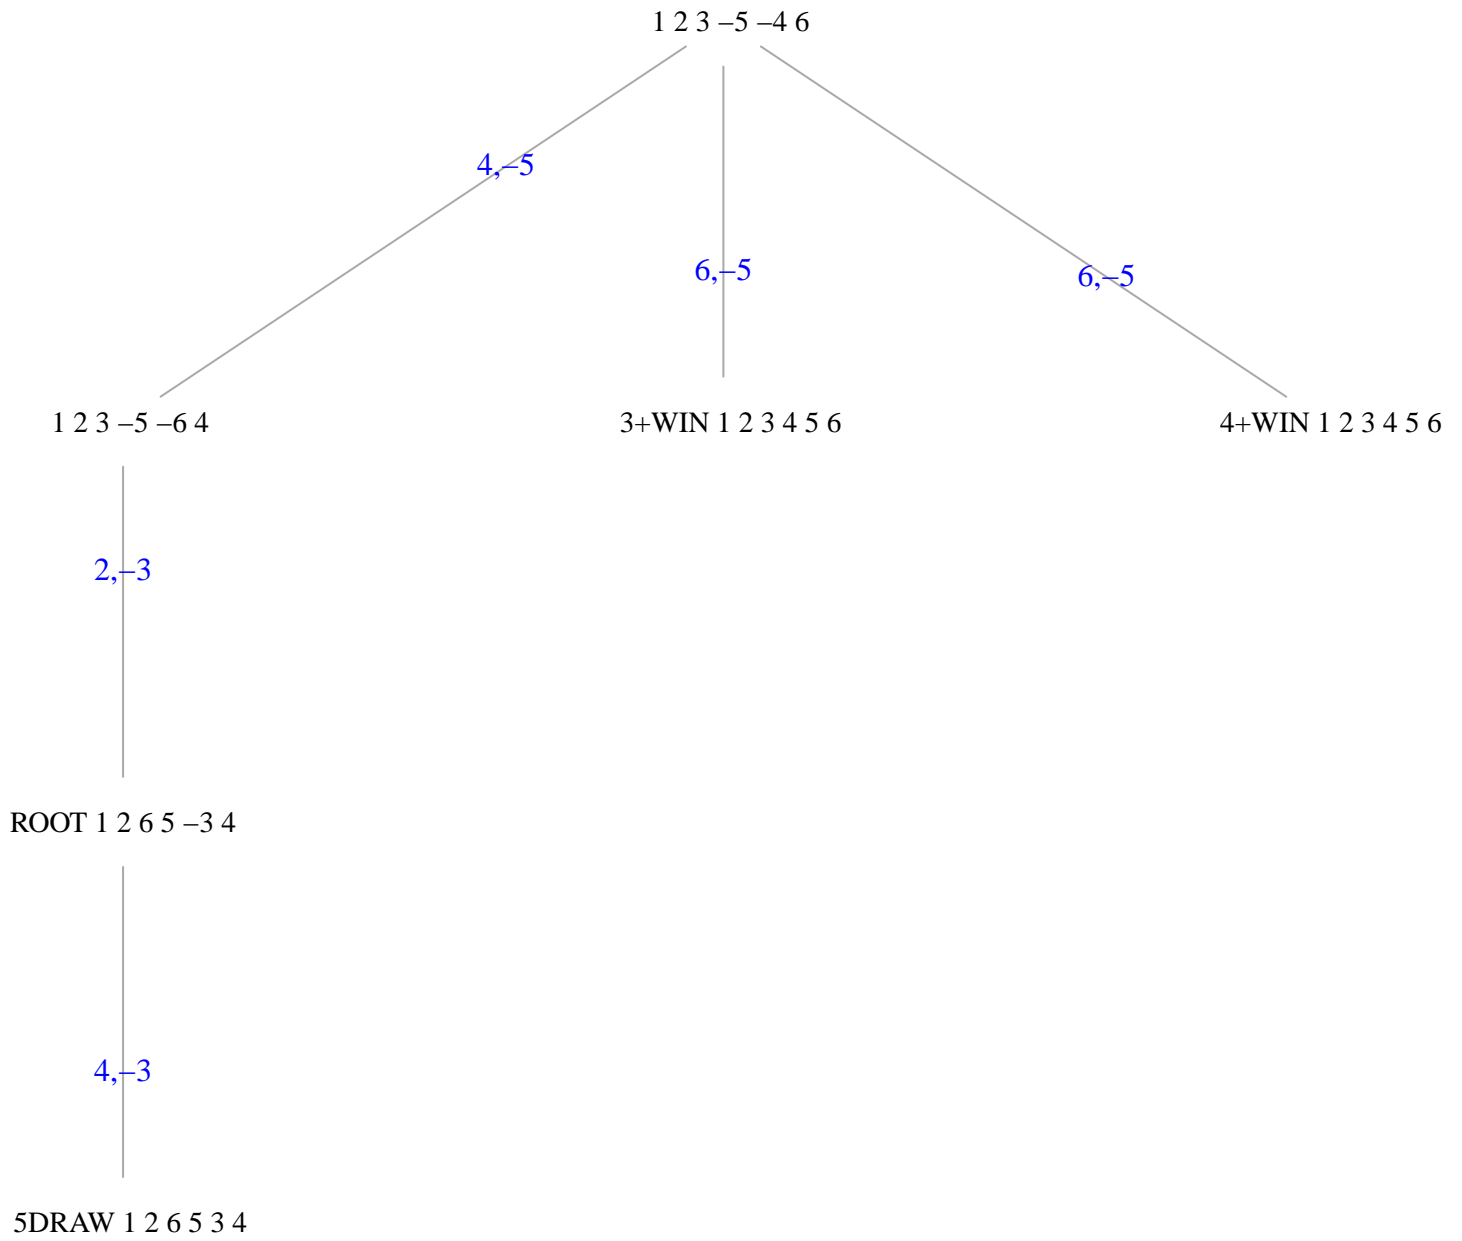 1 2 3 –5 –4 6
4,–5
6,–5
6,–5
1 2 3 –5 –6 4
3+WIN 1 2 3 4 5 6
4+WIN 1 2 3 4 5 6
2,–3
ROOT 1 2 6 5 –3 4
4,–3
5DRAW 1 2 6 5 3 4